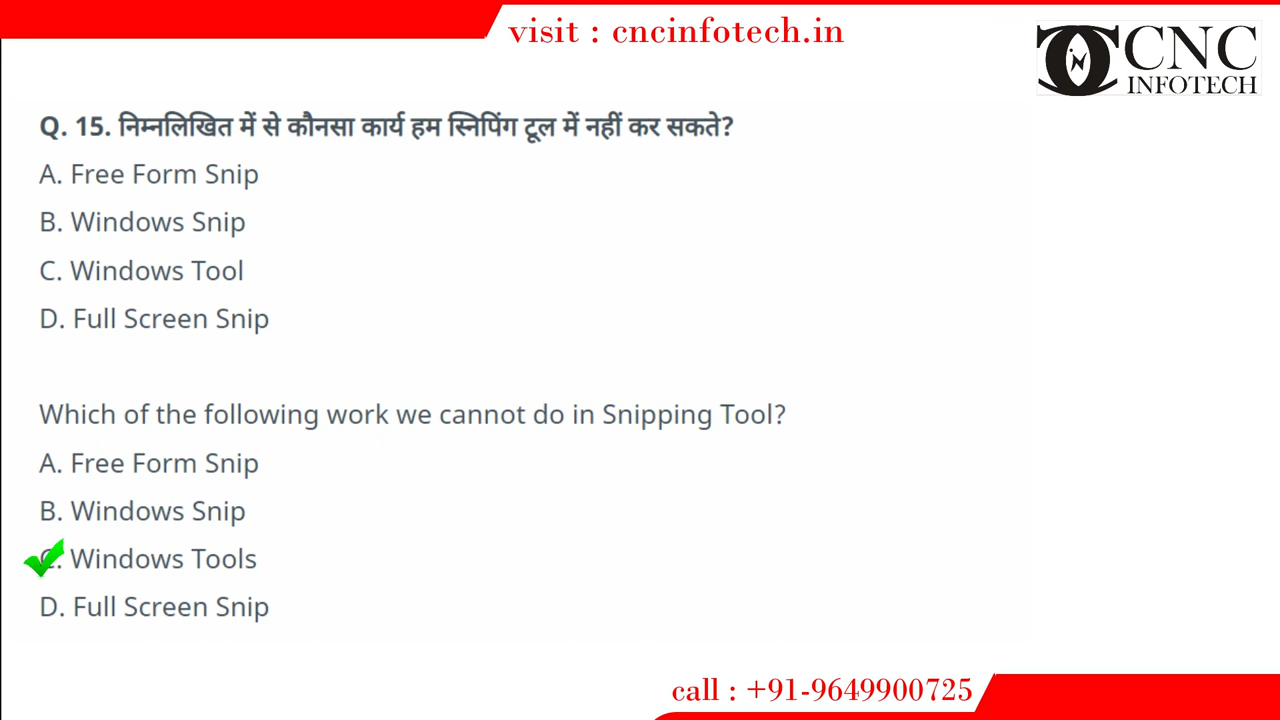 visit : cncinfotech.in
CNC
INFOTECH
Q. 15. निम्नलिखित में से कौनसा कार्य हम स्निपिंग टूल में नहीं कर सकते?
A. Free Form Snip
B. Windows Snip
C. Windows Tool
D. Full Screen Snip
Which of the following work we cannot do in Snipping Tool?
A. Free Form Snip
B. Windows Snip
C. Windows Tools
D. Full Screen Snip
call : +91-9649900725